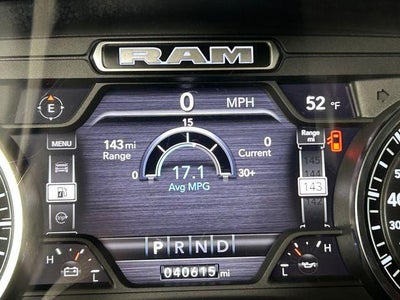 RAM
E
0 MPH
52 °F
MENU
15
143 mi
Range
0
Current
0
30+
17.1
Avg MPG
Range
mi
145
144
143
142
PRND
H
L
040615 mi
H
L